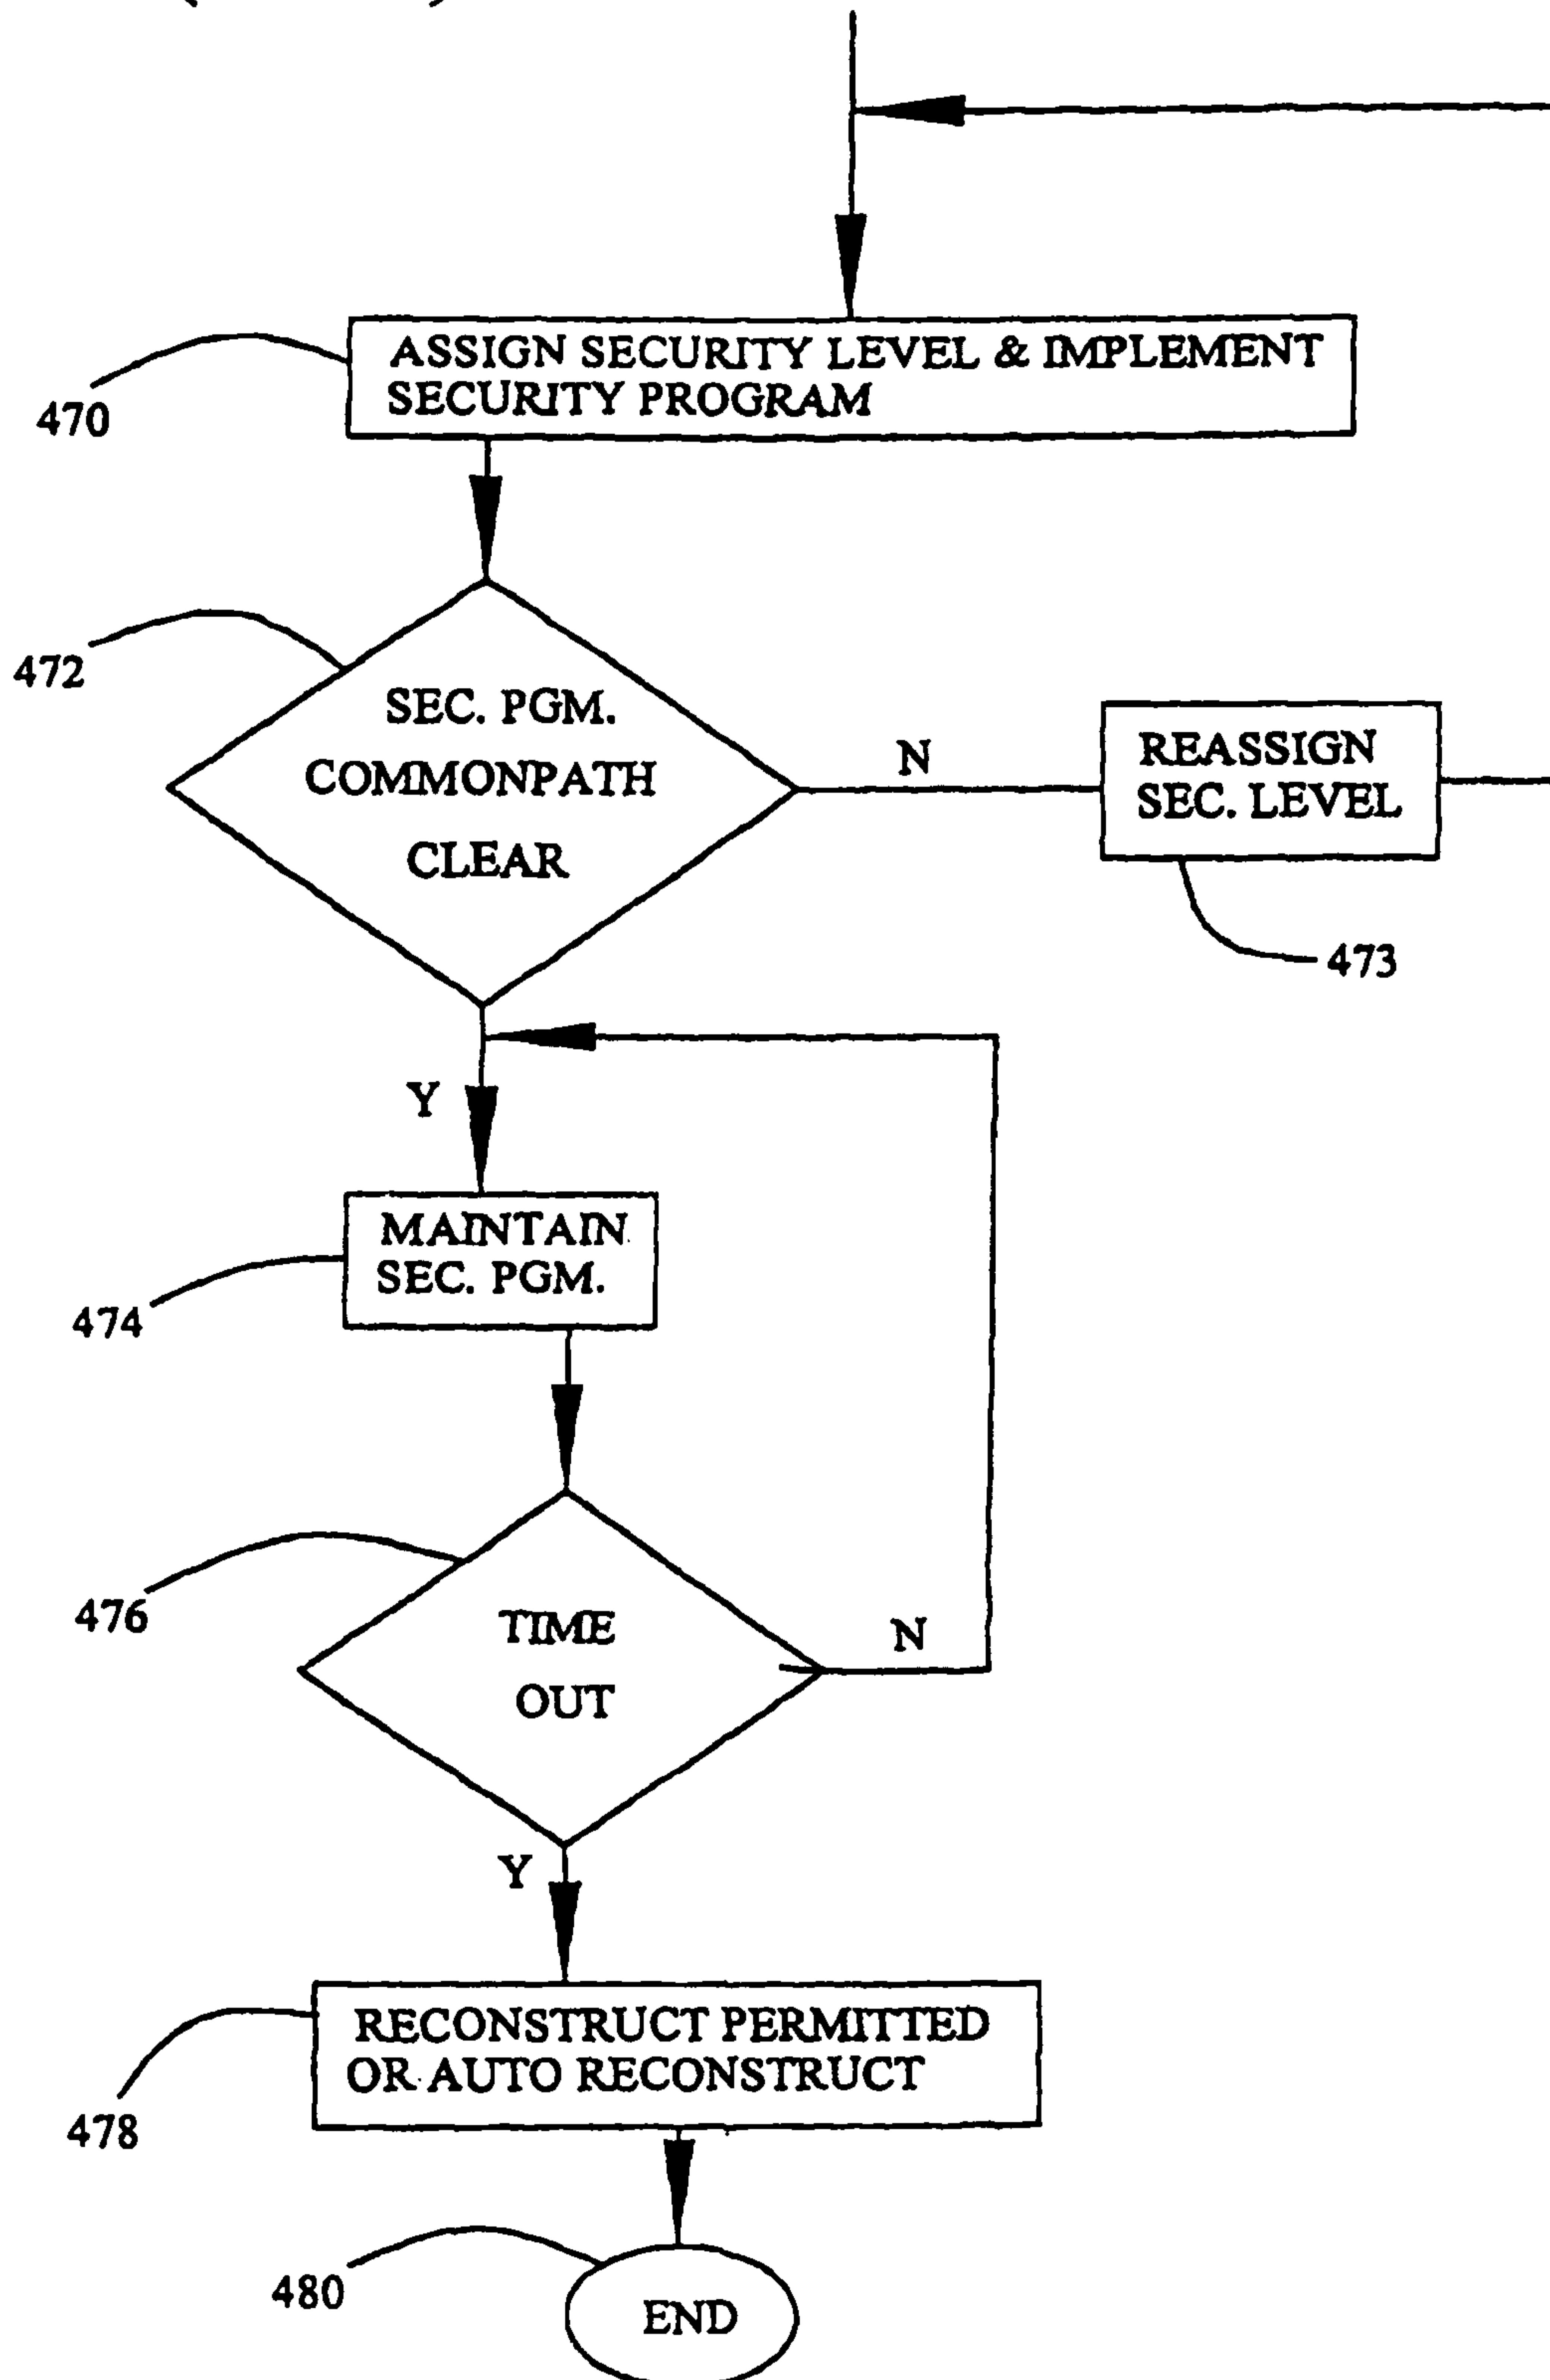 ASSIGN SECURITY LEVEL & IMPLEMENT
SECURITY PROGRAM
470
472
SEC. PGM.
COMMONPATH
CLEAR
N
REASSIGN
SEC. LEVEL
473
Y
MAINTAIN
SEC. PGM.
474
476
TIME
OUT
N
Y
RECONSTRUCT PERMITTED
OR AUTO RECONSTRUCT
478
480
END